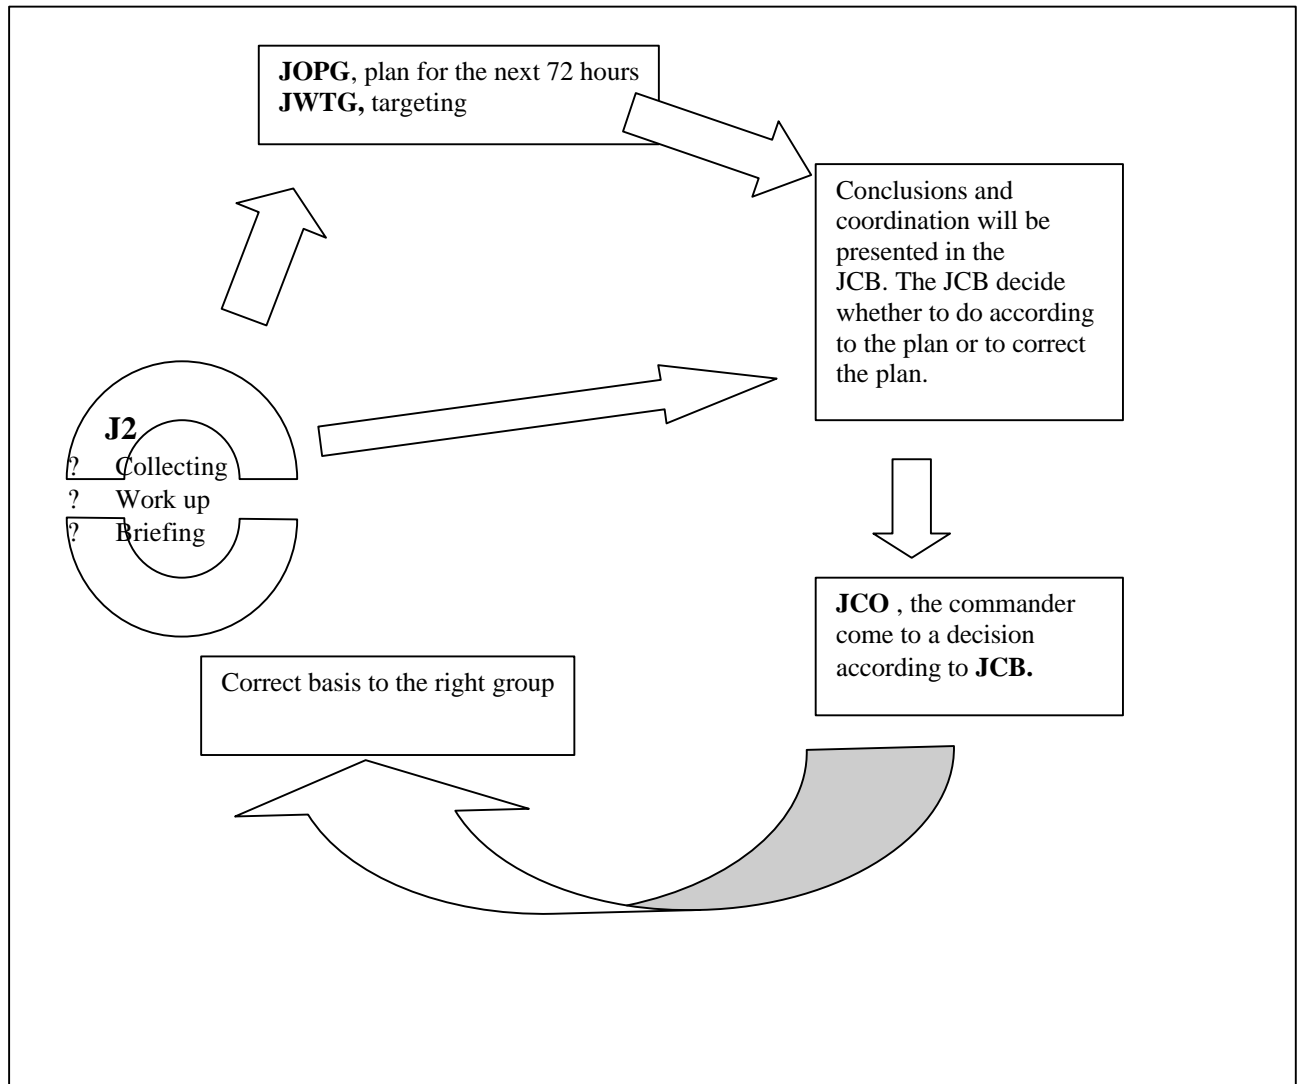 JOPG, plan for the next 72 hours
JWTG, targeting
Conclusions and
coordination will be
presented in the
JCB. The JCB decide
whether to do according
to the plan or to correct
the plan.
J2
? Collecting
? Work up
? Briefing
JCO , the commander
come to a decision
according to JCB.
Correct basis to the right group